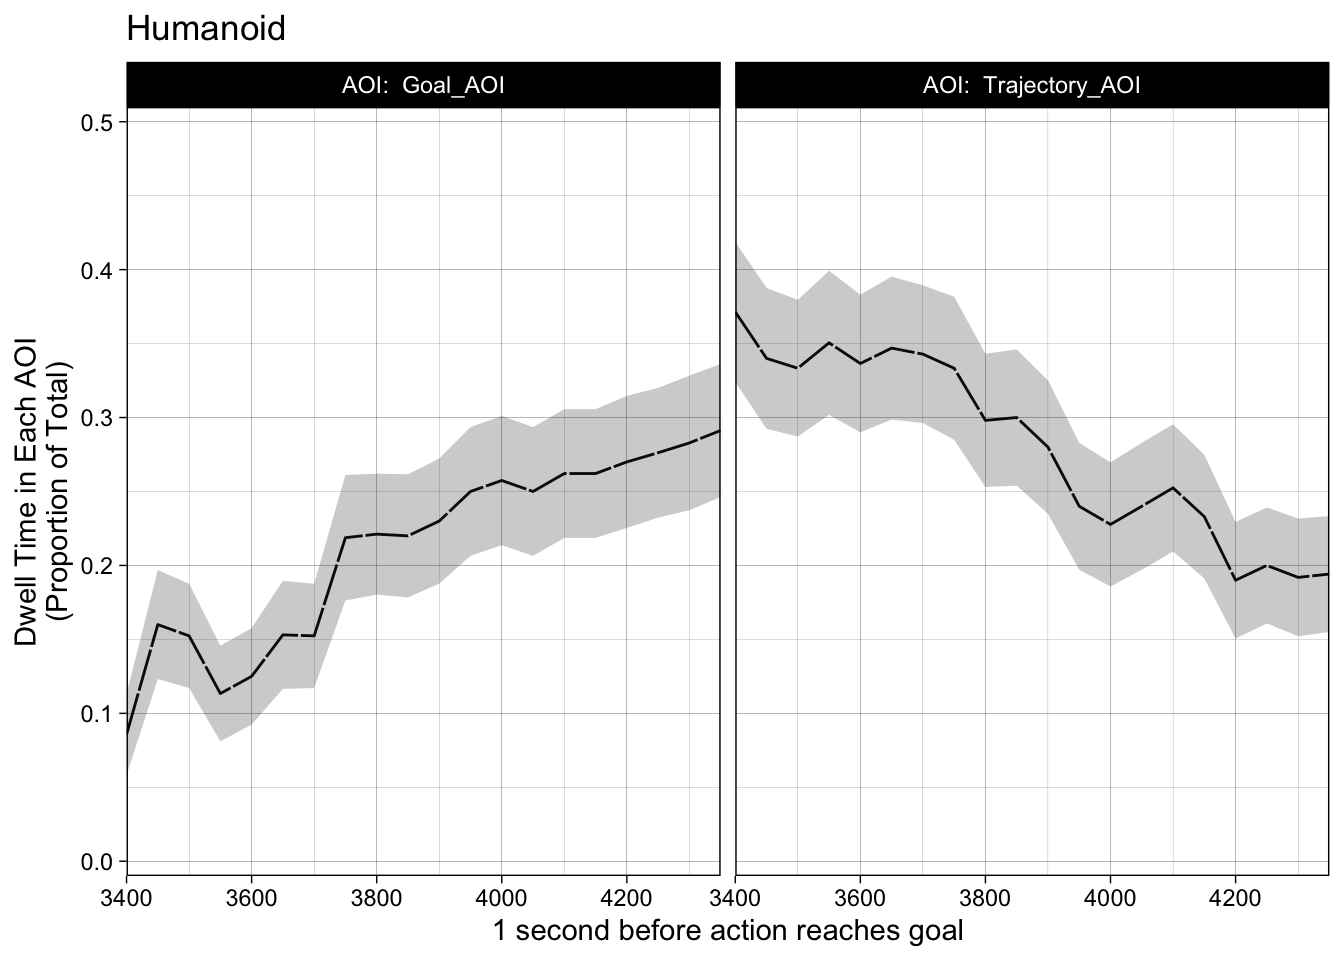 Humanoid
AOI: Goal_AOI
AOI: Trajectory_AOI
Dwell Time in Each AOI
(Proportion of Total)
0.5
0.4
0.3
0.2
0.1
0.0
3400 3600 3800 4000 4200
3400 3600 3800 4000 4200
1 second before action reaches goal